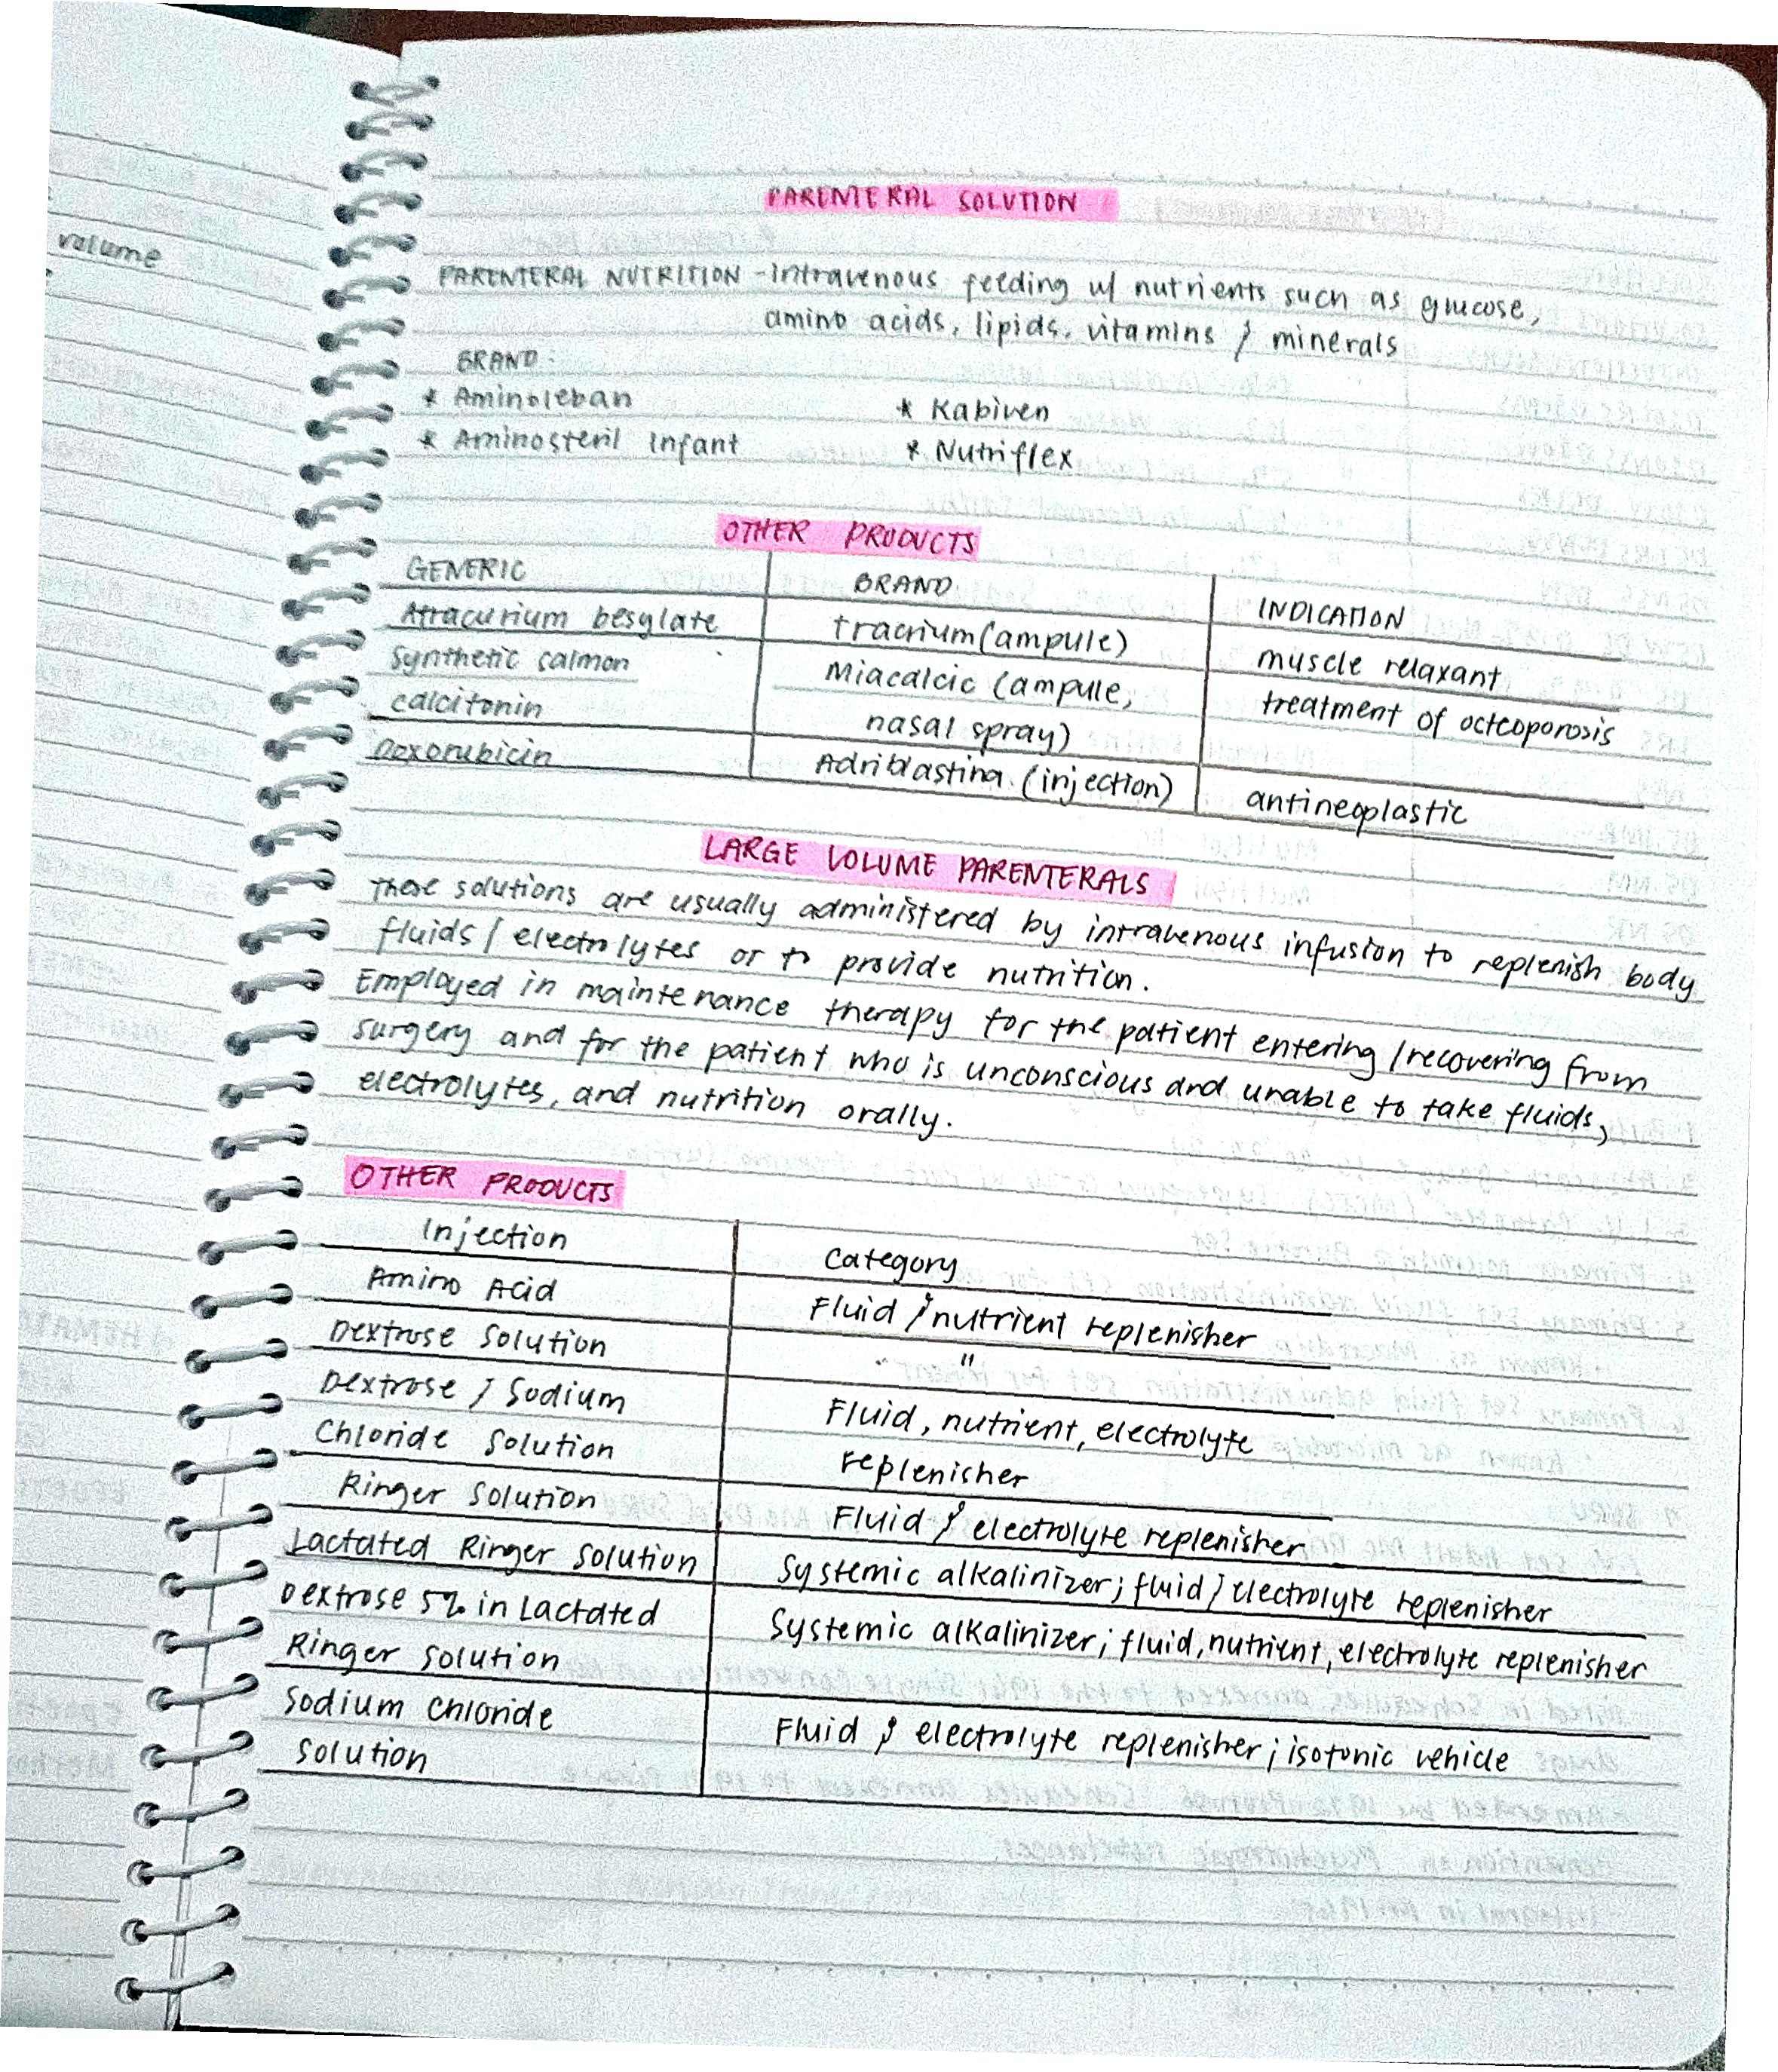 volume
PARENTERAL SOLUTION
PARENTERAL NUTRITION - Intravenous feeding w/ nutrients such as glucose,
amino acids, lipids, vitamins & minerals
BRAND:
* Aminoleban * Kabiven
* Aminosteril Infant * Nutriflex
OTHER PRODUCTS
GENERIC BRAND INDICATION
Atracurium besylate tracrium (ampule) muscle relaxant
Synthetic salmon Miacalcic (ampule, treatment of octeoporosis
calcitonin nasal spray)
Doxorubicin Adriblastina (injection) antineoplastic
LARGE VOLUME PARENTERALS
These solutions are usually administered by intravenous infusion to replenish body
fluids / electrolytes or to provide nutrition.
Employed in maintenance therapy for the patient entering / recovering from
surgery and for the patient who is unconscious and unable to take fluids,
electrolytes, and nutrition orally.
OTHER PRODUCTS
Injection Category
Amino Acid Fluid & nutrient replenisher
Dextrose Solution "
Dextrose & Sodium Fluid, nutrient, electrolyte
Chloride Solution replenisher
Ringer Solution Fluid & electrolyte replenisher
Lactated Ringer Solution Systemic alkalinizer; fluid & electrolyte replenisher
Dextrose 5% in Lactated Systemic alkalinizer; fluid, nutrient, electrolyte replenisher
Ringer Solution
Sodium Chloride Fluid & electrolyte replenisher; isotonic vehicle
Solution